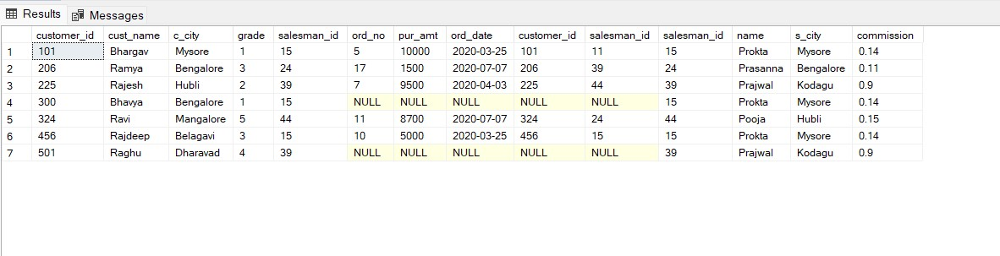 Results Messages
customer_id cust_name c_city grade salesman_id ord_no pur_amt ord_date customer_id salesman_id salesman_id name s_city commission
1 101 Bhargav Mysore 1 15 5 10000 2020-03-25 101 11 15 Prokta Mysore 0.14
2 206 Ramya Bengalore 3 24 17 1500 2020-07-07 206 39 24 Prasanna Bengalore 0.11
3 225 Rajesh Hubli 2 39 7 9500 2020-04-03 225 44 39 Prajwal Kodagu 0.9
4 300 Bhavya Bengalore 1 15 NULL NULL NULL NULL NULL 15 Prokta Mysore 0.14
5 324 Ravi Mangalore 5 44 11 8700 2020-07-07 324 24 44 Pooja Hubli 0.15
6 456 Rajdeep Belagavi 3 15 10 5000 2020-03-25 456 15 15 Prokta Mysore 0.14
7 501 Raghu Dharavad 4 39 NULL NULL NULL NULL NULL 39 Prajwal Kodagu 0.9